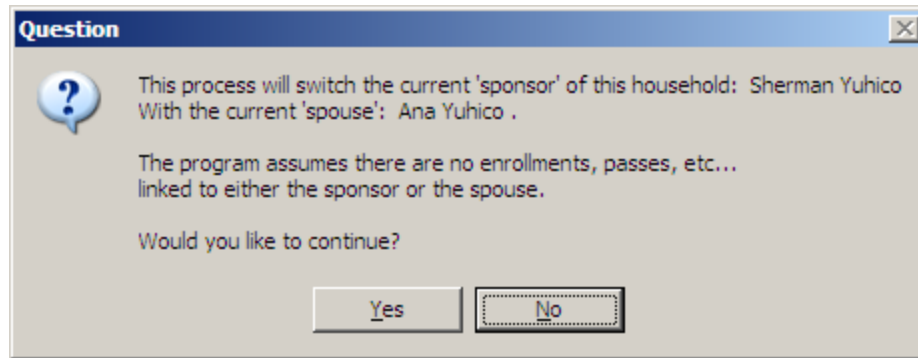 Question
This process will switch the current 'sponsor' of this household:  Sherman Yuhico
With the current 'spouse':  Ana Yuhico .
The program assumes there are no enrollments, passes, etc...
linked to either the sponsor or the spouse.
Would you like to continue?
Yes
No